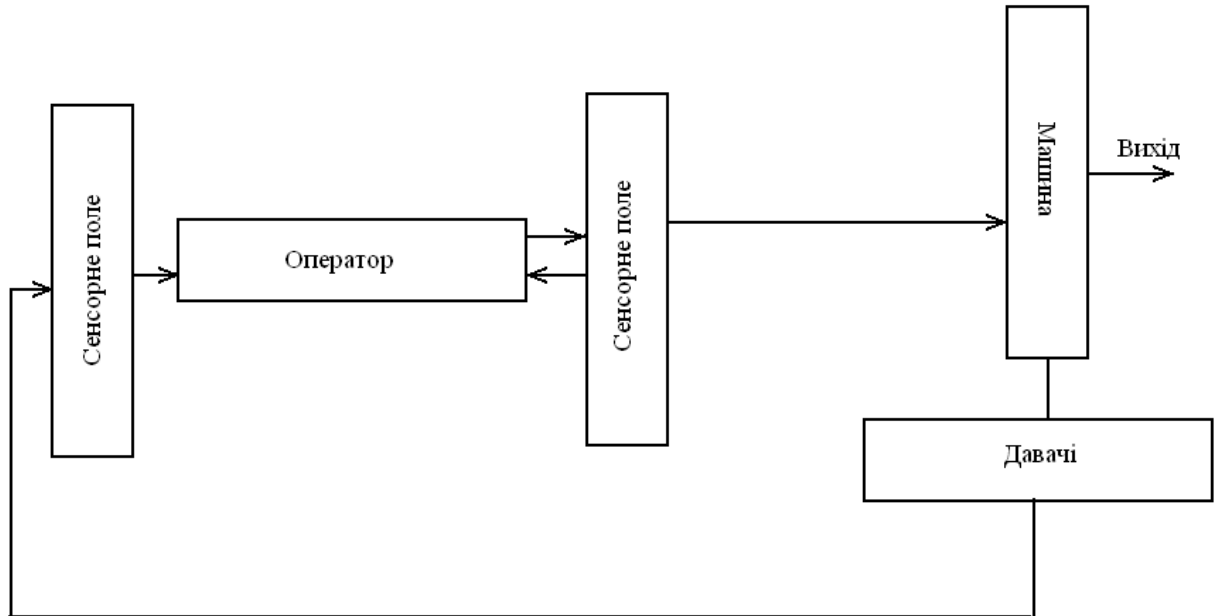 Сенсорне поле
Оператор
Сенсорне поле
Машина
Вихід
Давачі